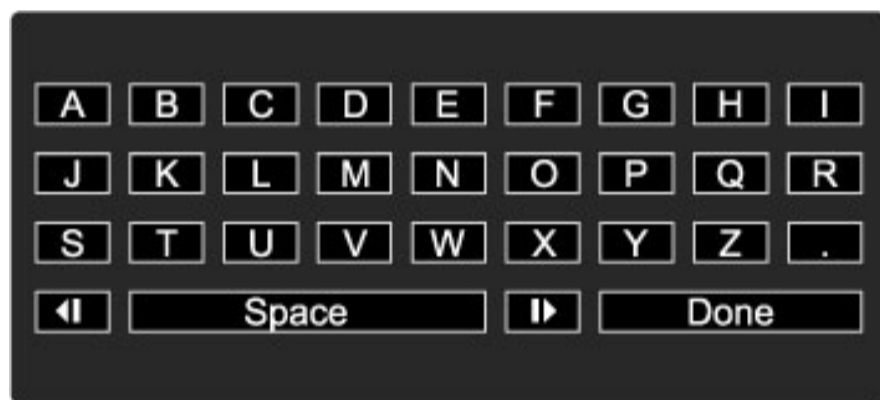 A B C D E F G H I
J K L M N O P Q R
S T U V W X Y Z .
Space Done